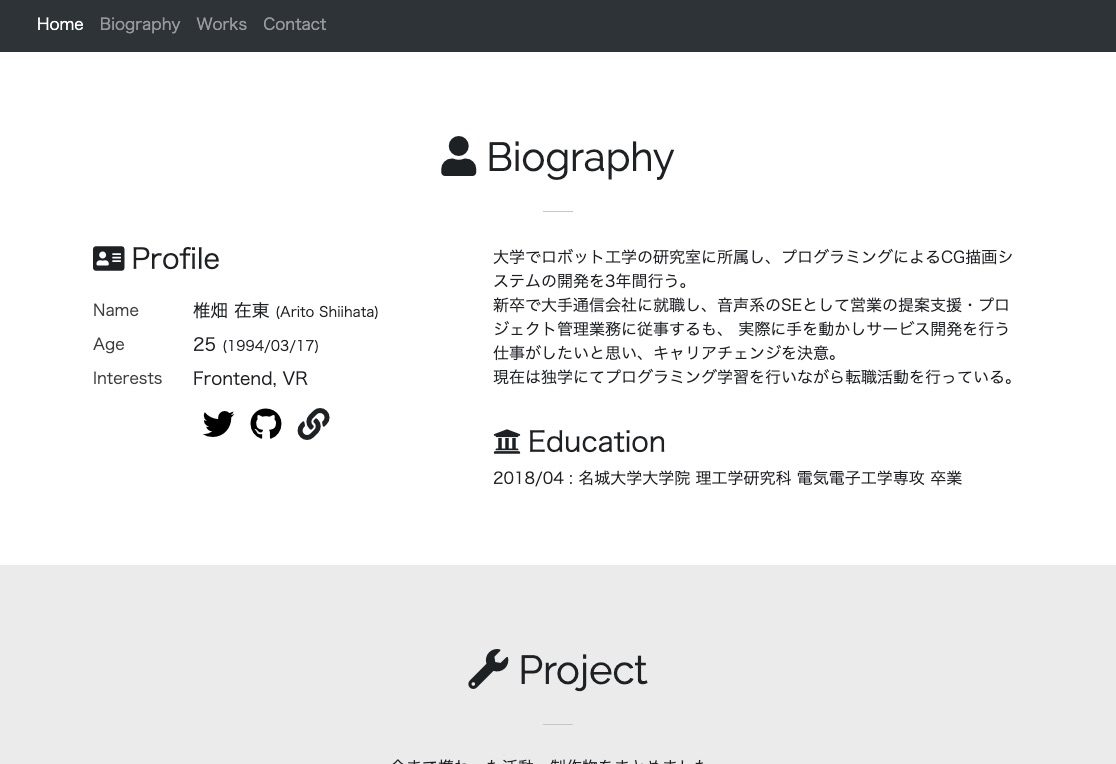 Home Biography Works Contact
Biography
Profile
Name 椎畑 在東 (Arito Shiihata)
Age 25 (1994/03/17)
Interests Frontend, VR
大学でロボット工学の研究室に所属し、プログラミングによるCG描画シ
ステムの開発を3年間行う。
新卒で大手通信会社に就職し、音声系のSEとして営業の提案支援・プロ
ジェクト管理業務に従事するも、 実際に手を動かしサービス開発を行う
仕事がしたいと思い、キャリアチェンジを決意。
現在は独学にてプログラミング学習を行いながら転職活動を行っている。
Education
2018/04 : 名城大学大学院 理工学研究科 電気電子工学専攻 卒業
Project